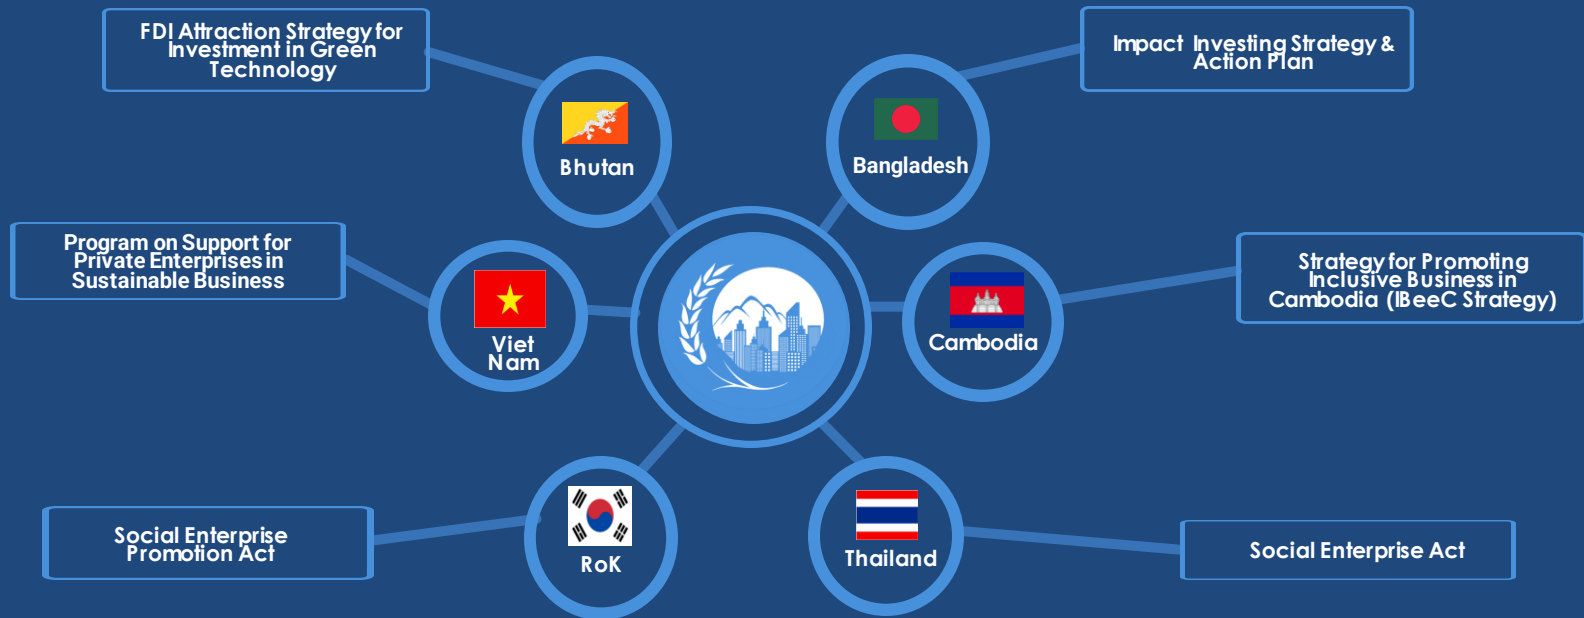 FDI Attraction Strategy for
Investment in Green
Technology
Bhutan
Impact Investing Strategy &
Action Plan
Bangladesh
Program on Support for
Private Enterprises in
Sustainable Business
Viet
Nam
Strategy for Promoting
Inclusive Business in
Cambodia (IBeeC Strategy)
Cambodia
Social Enterprise
Promotion Act
RoK
Thailand
Social Enterprise Act